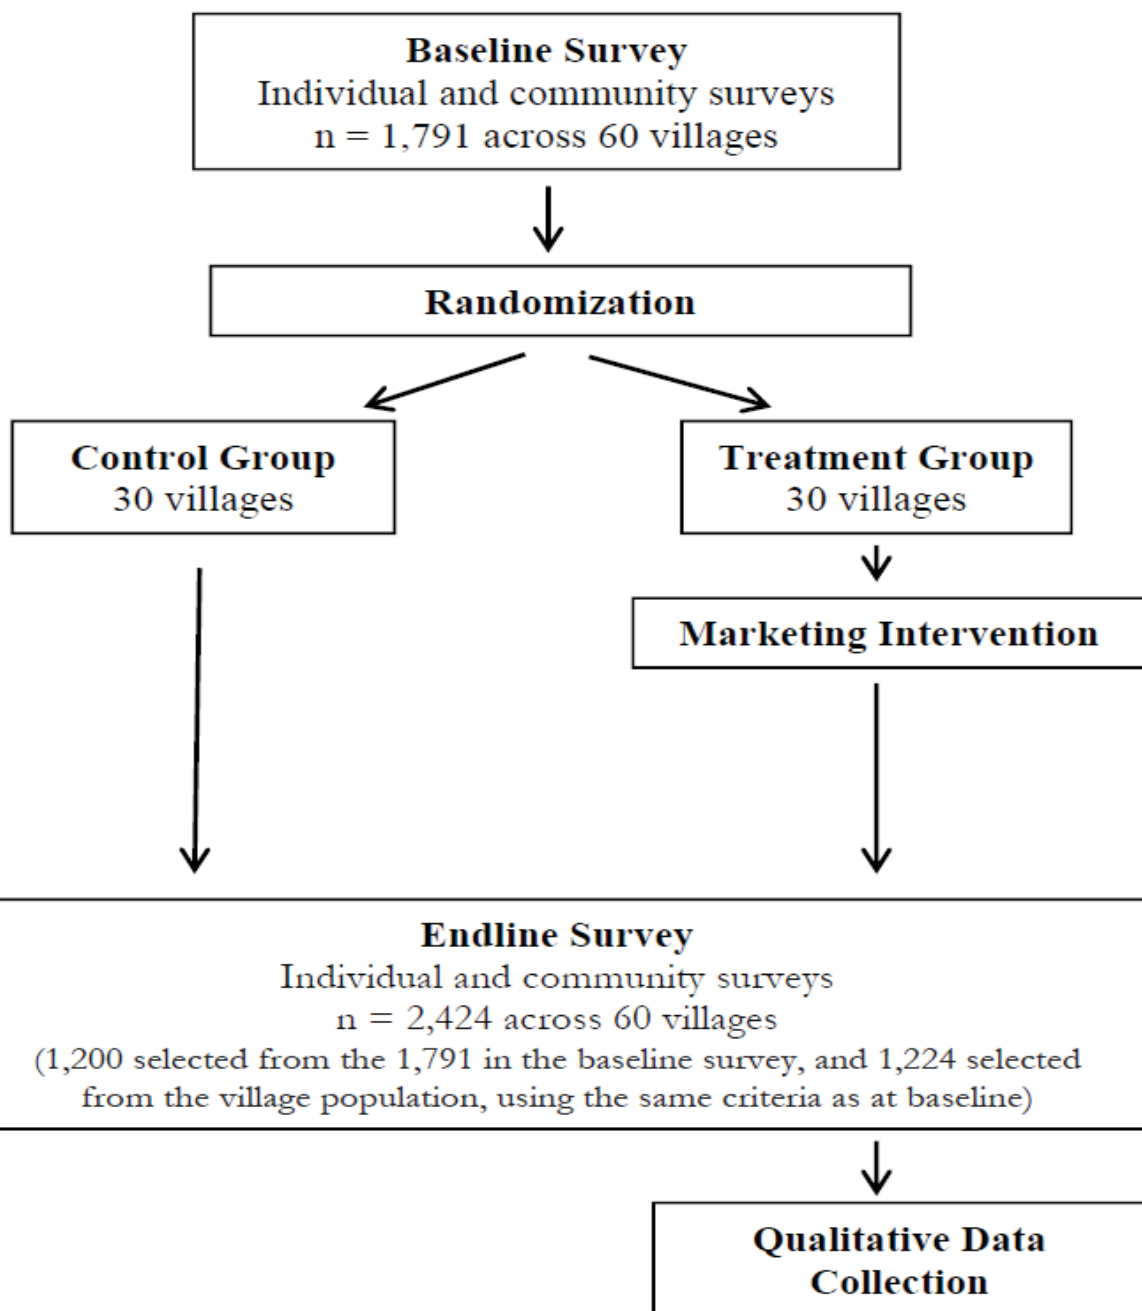 Baseline Survey
Individual and community surveys
n = 1,791 across 60 villages
Randomization
Control Group
30 villages
Treatment Group
30 villages
Marketing Intervention
Endline Survey
Individual and community surveys
n = 2,424 across 60 villages
(1,200 selected from the 1,791 in the baseline survey, and 1,224 selected
from the village population, using the same criteria as at baseline)
Qualitative Data
Collection